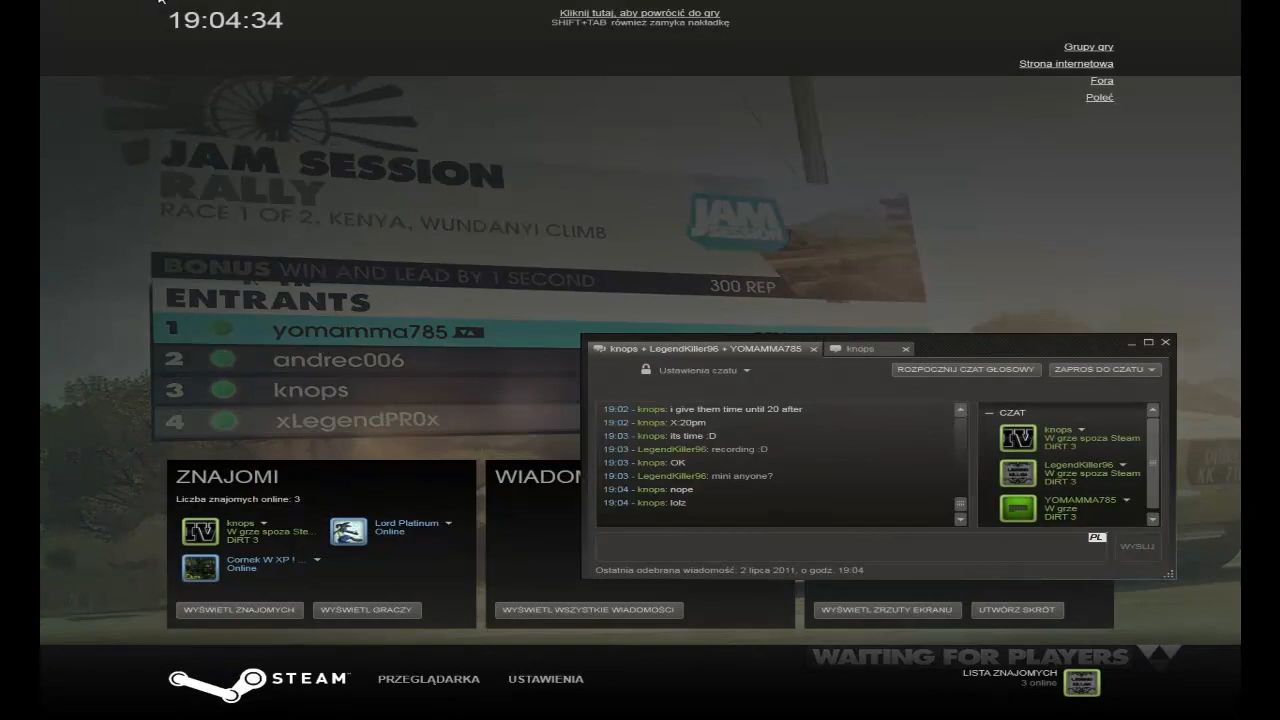 19:04:34
Kliknij tutaj, aby powrócić do gry
SHIFT+TAB również zamyka nakładkę
Grupy gry
Strona internetowa
Fora
Poleć
JAM SESSION
RALLY
RACE 1 OF 2. KENYA, WUNDANYI CLIMB
JAM SESSION
BONUS WIN AND LEAD BY 1 SECOND 300 REP
ENTRANTS
1 yomamma785
2 andrec006
3 knops
4 xLegendPR0x
knops + LegendKiller96 + YOMAMMA785
knops
Ustawienia czatu
ROZPOCZNIJ CZAT GŁOSOWY
ZAPROŚ DO CZATU
19:02 - knops: i give them time until 20 after
19:02 - knops: X:20pm
19:03 - knops: its time :D
19:03 - LegendKiller96: recording :D
19:03 - knops: OK
19:03 - LegendKiller96: mini anyone?
19:04 - knops: nope
19:04 - knops: lolz
CZAT
knops
W grze spoza Steam
DiRT 3
LegendKiller96
W grze spoza Steam
DiRT 3
YOMAMMA785
W grze
DiRT 3
PL
WYŚLIJ
Ostatnia odebrana wiadomość: 2 lipca 2011, o godz. 19:04
ZNAJOMI
Liczba znajomych online: 3
knops
W grze spoza Ste...
DiRT 3
Lord Platinum
Online
Comek W XP ! ...
Online
WYŚWIETL ZNAJOMYCH
WYŚWIETL GRACZY
WIADOM
WYŚWIETL WSZYSTKIE WIADOMOŚCI
WYŚWIETL ZRZUTY EKRANU
UTWÓRZ SKRÓT
WAITING FOR PLAYERS
STEAM
PRZEGLĄDARKA
USTAWIENIA
LISTA ZNAJOMYCH
3 online